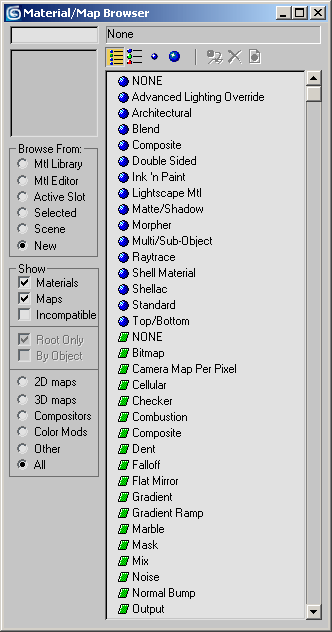 Material/Map Browser
None
Browse From:
Mtl Library
Mtl Editor
Active Slot
Selected
Scene
New
Show
Materials
Maps
Incompatible
Root Only
By Object
2D maps
3D maps
Compositors
Color Mods
Other
All
NONE
Advanced Lighting Override
Architectural
Blend
Composite
Double Sided
Ink 'n Paint
Lightscape Mtl
Matte/Shadow
Morpher
Multi/Sub-Object
Raytrace
Shell Material
Shellac
Standard
Top/Bottom
NONE
Bitmap
Camera Map Per Pixel
Cellular
Checker
Combustion
Composite
Dent
Falloff
Flat Mirror
Gradient
Gradient Ramp
Marble
Mask
Mix
Noise
Normal Bump
Output